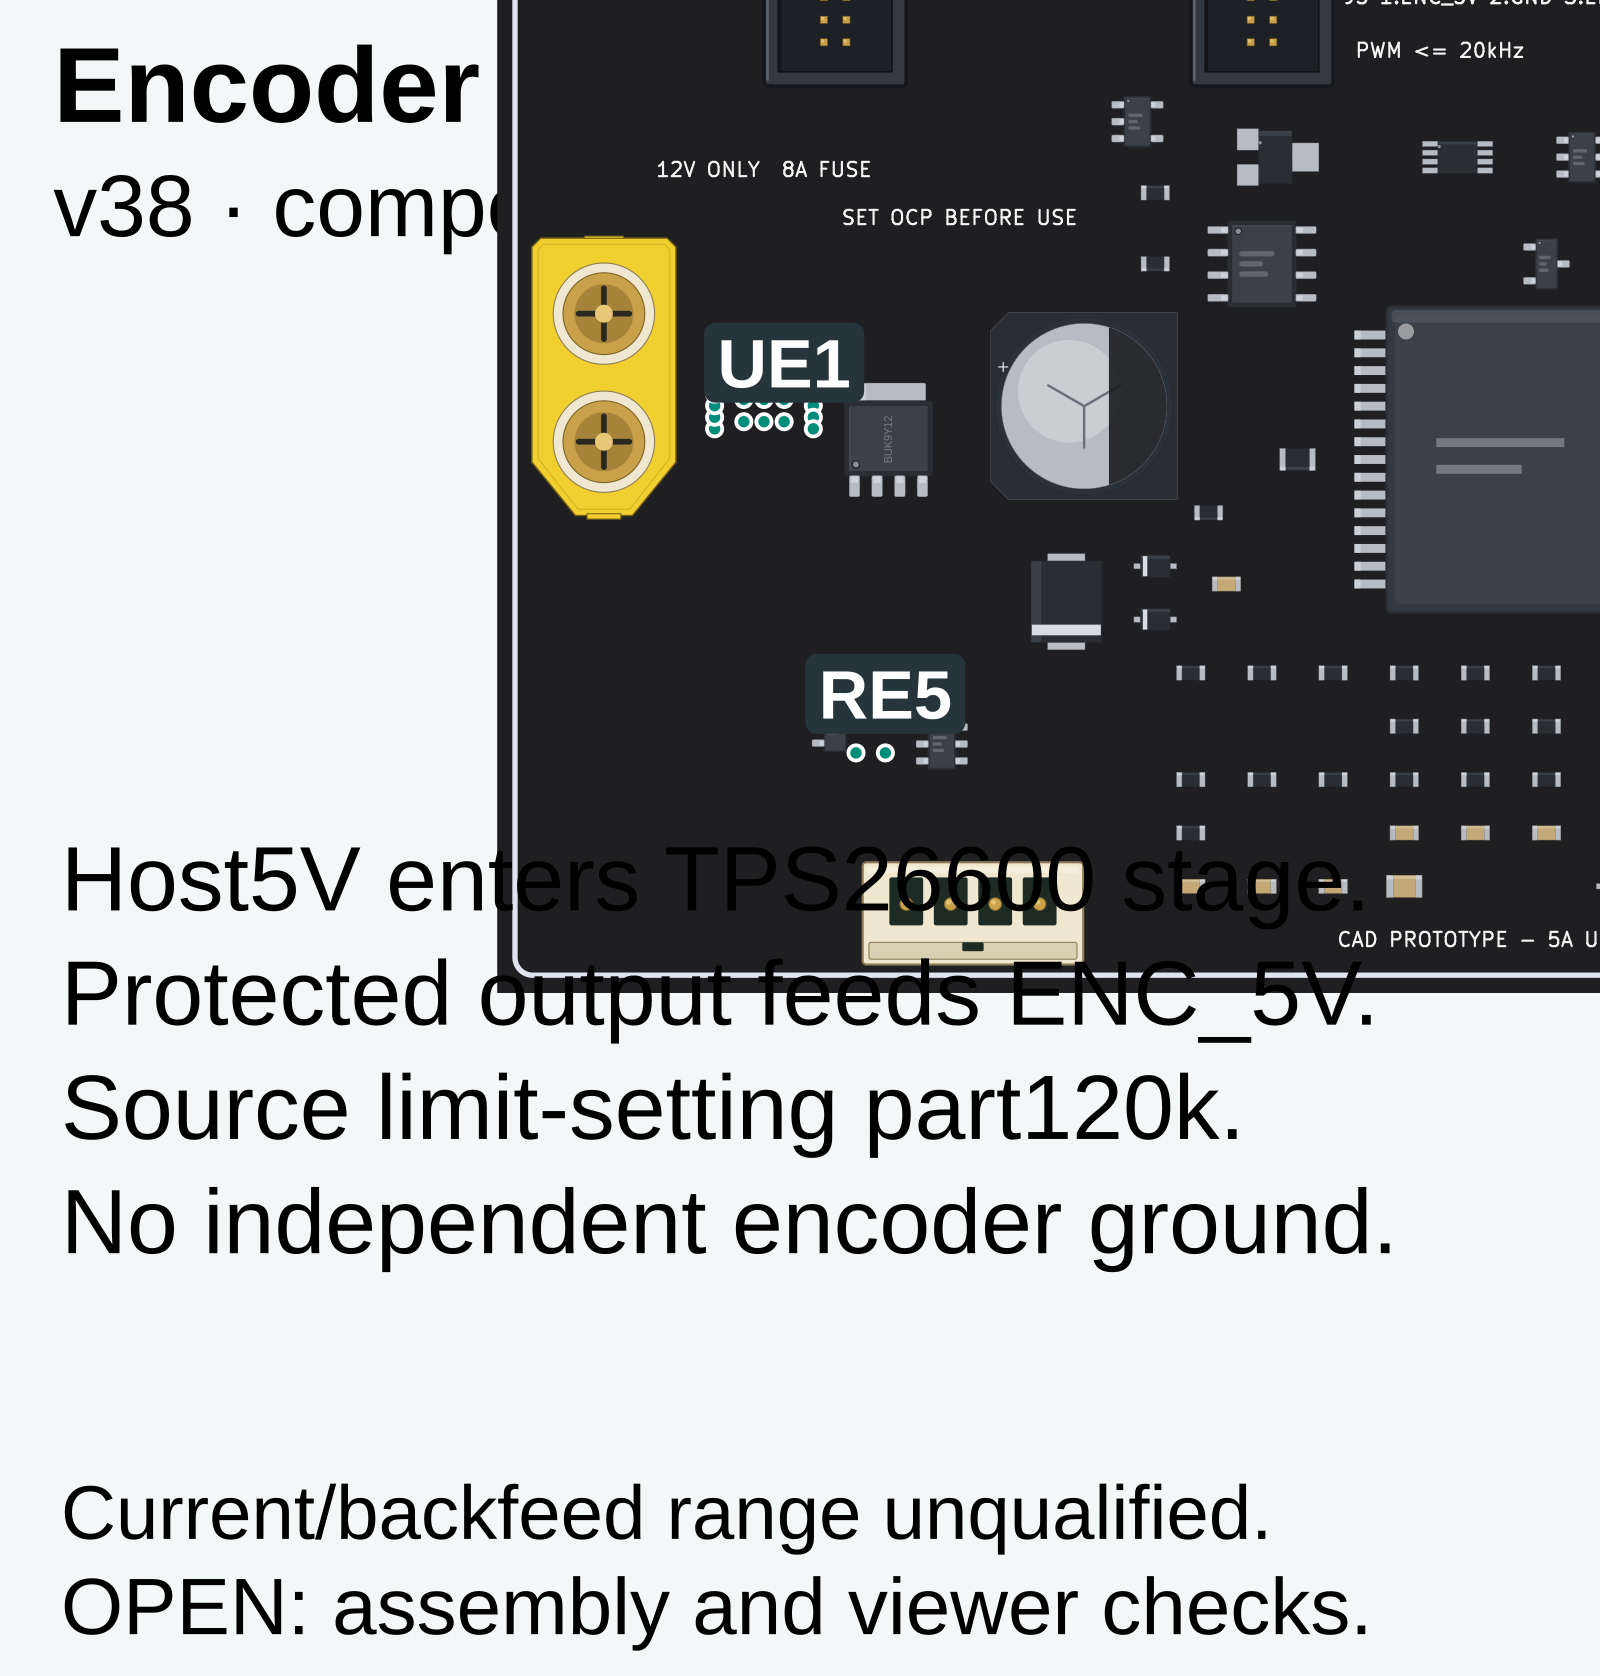 Encoder
PWM <= 20kHz
12V ONLY 8A FUSE
v38 ·
SET OCP BEFORE USE
UE1
BUK9Y12
RE5
Host5V enters TPS26600 stage.
CAD PROTOTYPE – 5A
Protected output feeds ENC_5V.
Source limit-setting part120k.
No independent encoder ground.
Current/backfeed range unqualified.
OPEN: assembly and viewer checks.